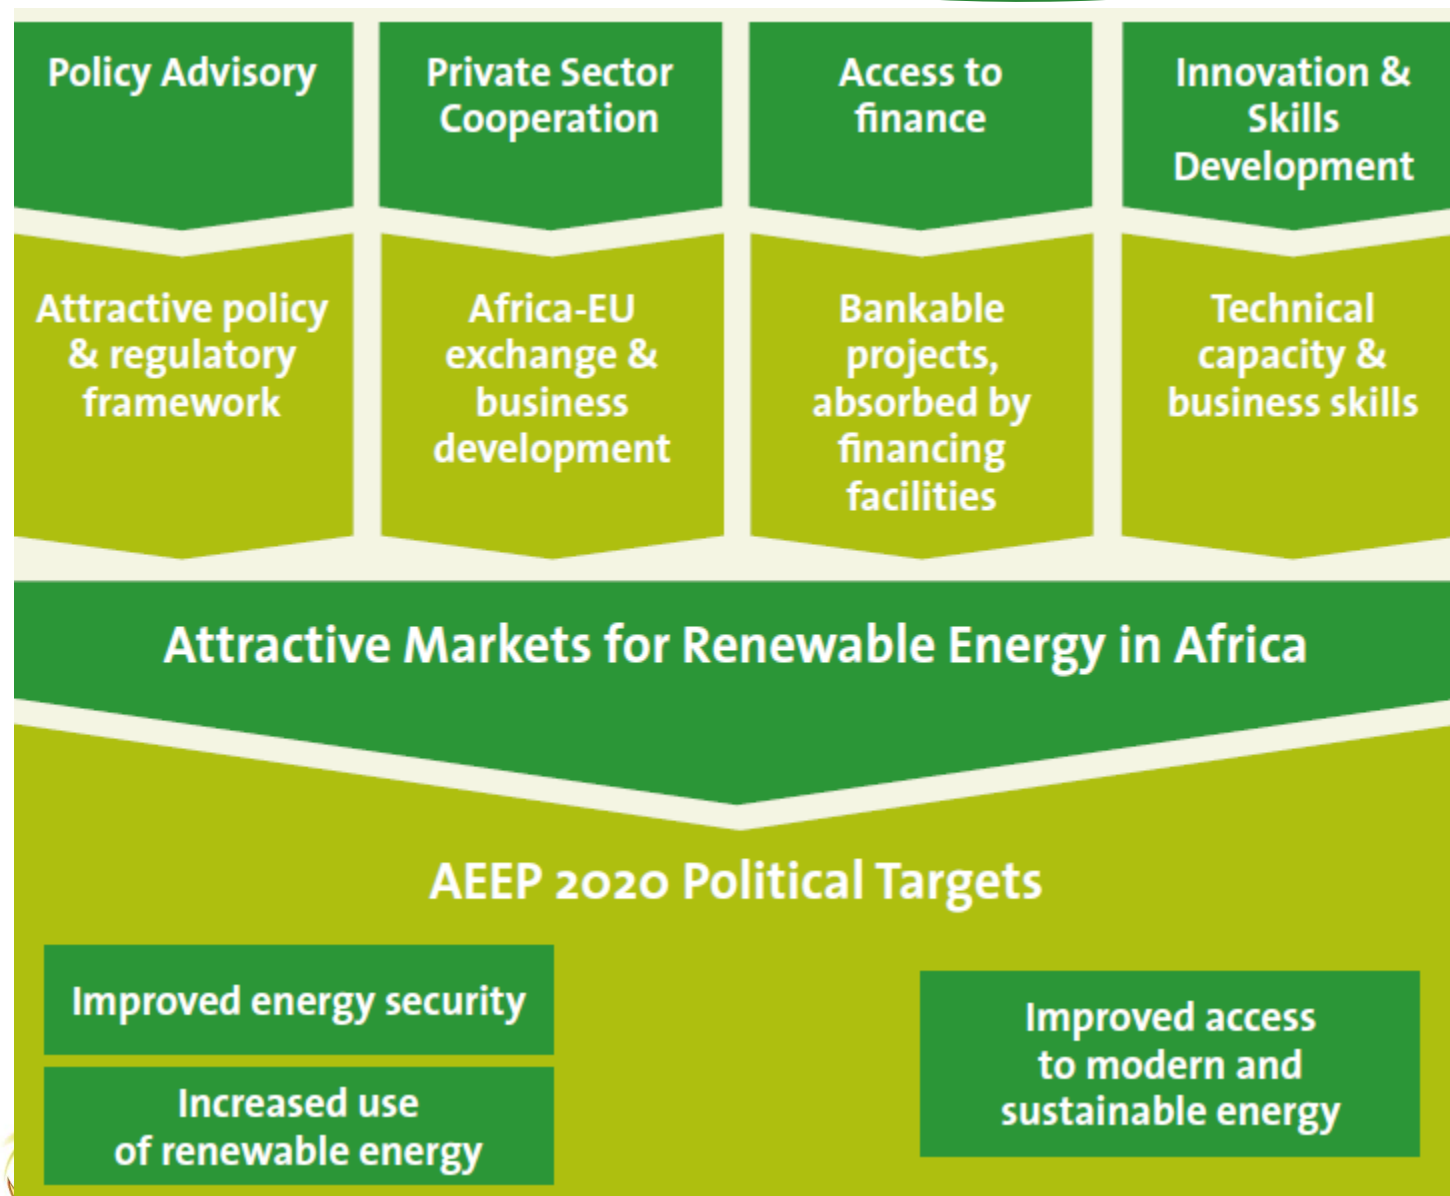 Policy Advisory
Private Sector
Cooperation
Access to
finance
Innovation &
Skills
Development
Attractive policy
& regulatory
framework
Africa-EU
exchange &
business
development
Bankable
projects,
absorbed by
financing
facilities
Technical
capacity &
business skills
Attractive Markets for Renewable Energy in Africa
AEEP 2020 Political Targets
Improved energy security
Increased use
of renewable energy
Improved access
to modern and
sustainable energy